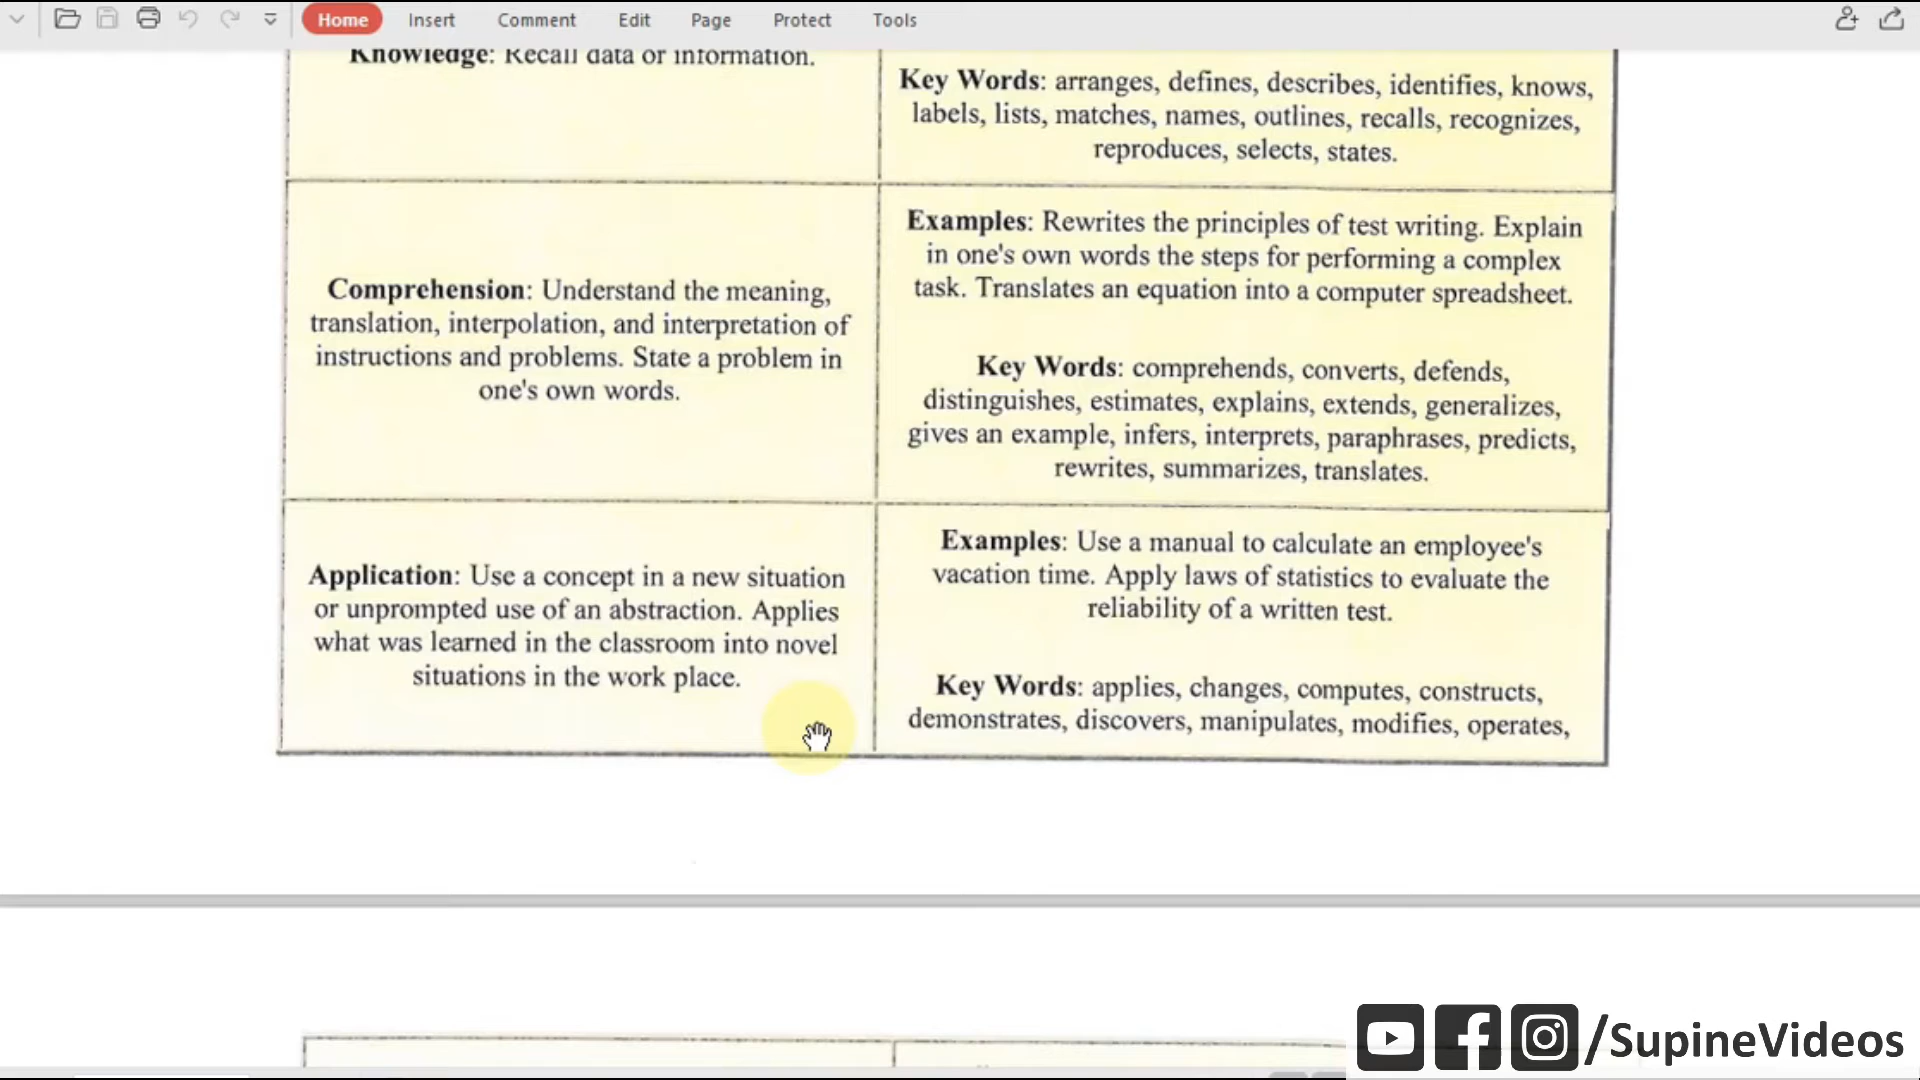 Home Insert Comment Edit Page Protect Tools
Knowledge: Recall data or information.
Key Words: arranges, defines, describes, identifies, knows,
labels, lists, matches, names, outlines, recalls, recognizes,
reproduces, selects, states.
Comprehension: Understand the meaning,
translation, interpolation, and interpretation of
instructions and problems. State a problem in
one's own words.
Examples: Rewrites the principles of test writing. Explain
in one's own words the steps for performing a complex
task. Translates an equation into a computer spreadsheet.
Key Words: comprehends, converts, defends,
distinguishes, estimates, explains, extends, generalizes,
gives an example, infers, interprets, paraphrases, predicts,
rewrites, summarizes, translates.
Application: Use a concept in a new situation
or unprompted use of an abstraction. Applies
what was learned in the classroom into novel
situations in the work place.
Examples: Use a manual to calculate an employee's
vacation time. Apply laws of statistics to evaluate the
reliability of a written test.
Key Words: applies, changes, computes, constructs,
demonstrates, discovers, manipulates, modifies, operates,
/SupineVideos